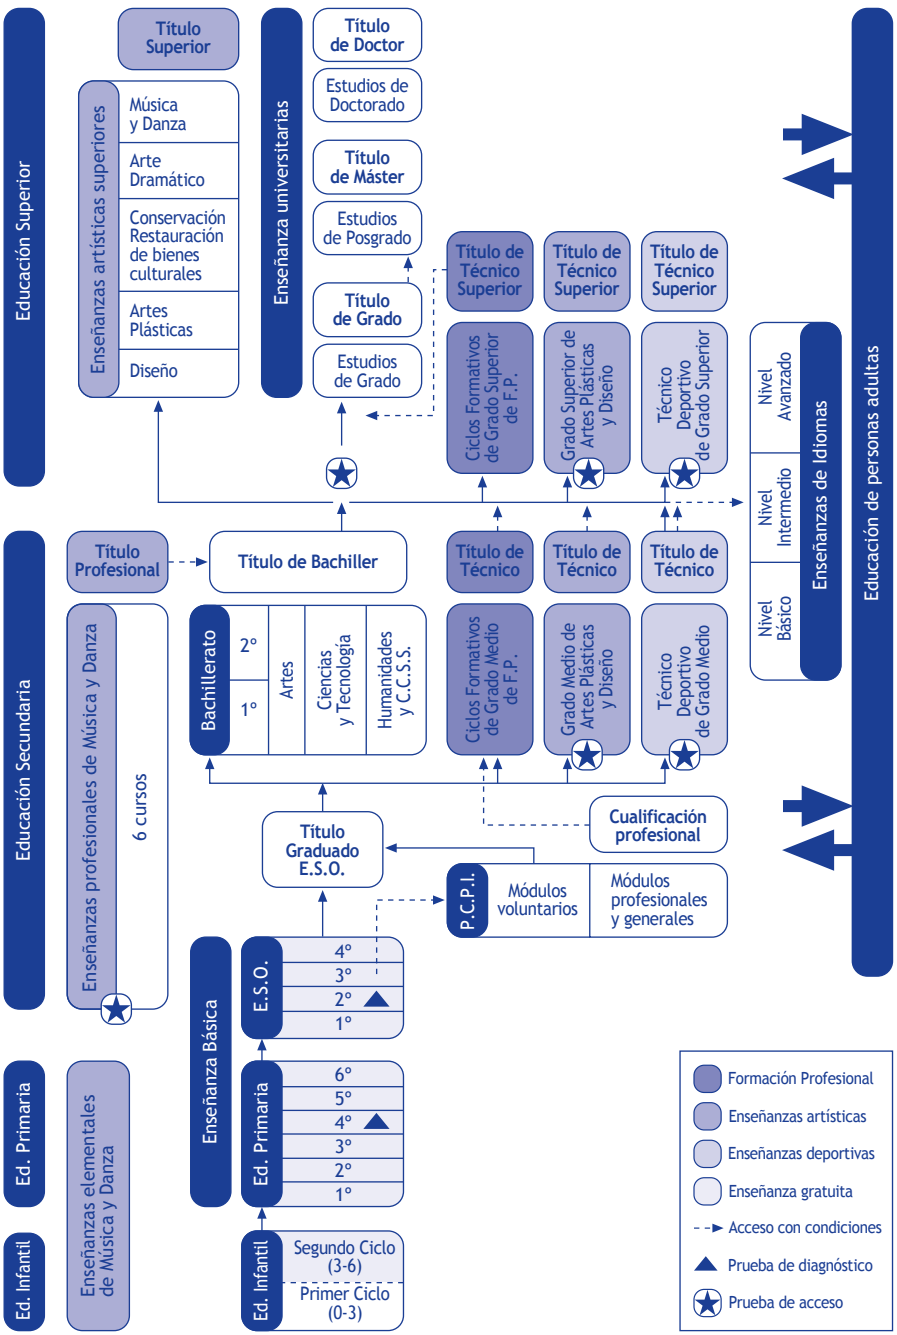 Educación Superior
Título
Superior
Enseñanzas artísticas superiores
Música
y Danza
Arte
Dramático
Conservación
Restauración
de bienes
culturales
Artes
Plásticas
Diseño
Enseñanza universitarias
Título
de Doctor
Estudios de
Doctorado
Título
de Máster
Estudios
de Posgrado
Título
de Grado
Estudios
de Grado
Título de
Técnico
Superior
Título de
Técnico
Superior
Título de
Técnico
Superior
Ciclos Formativos
de Grado Superior
de F.P.
Grado Superior de
Artes Plásticas
y Diseño
Técnico
Deportivo
de Grado Superior
Nivel
Avanzado
Nivel
Intermedio
Nivel
Básico
Enseñanzas de Idiomas
Educación de personas adultas
Educación Secundaria
Título
Profesional
Título de Bachiller
Título de
Técnico
Título de
Técnico
Título de
Técnico
Enseñanzas profesionales de Música y Danza
6 cursos
Bachillerato
2º
1º
Artes
Ciencias
y Tecnología
Humanidades
y C.C.S.S.
Ciclos Formativos
de Grado Medio
de F.P.
Grado Medio de
Artes Plásticas
y Diseño
Técnico
Deportivo
de Grado Medio
Título
Graduado
E.S.O.
Cualificación
profesional
P.C.P.I.
Módulos
voluntarios
Módulos
profesionales
y generales
Enseñanza Básica
E.S.O.
4º
3º
2º
1º
Ed. Primaria
Enseñanzas elementales
de Música y Danza
Ed. Primaria
6º
5º
4º
3º
2º
1º
Ed. Infantil
Ed. Infantil
Segundo Ciclo
(3-6)
Primer Ciclo
(0-3)
Formación Profesional
Enseñanzas artísticas
Enseñanzas deportivas
Enseñanza gratuita
Acceso con condiciones
Prueba de diagnóstico
Prueba de acceso